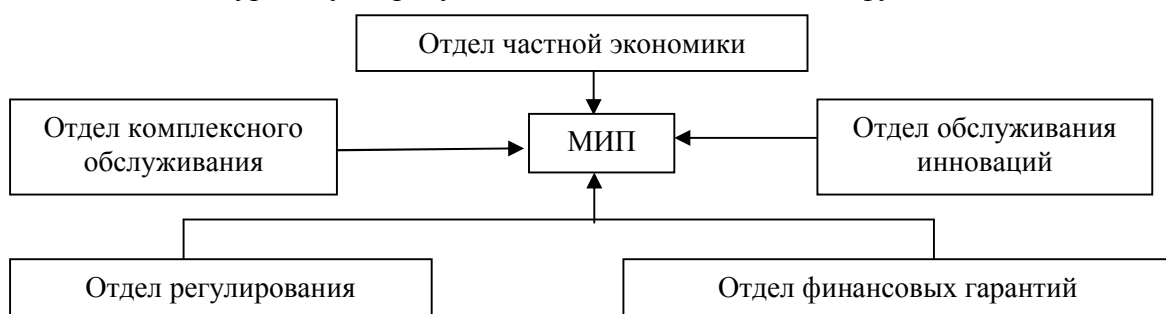 Отдел частной экономики
Отдел комплексного
обслуживания
МИП
Отдел обслуживания
инноваций
Отдел регулирования
Отдел финансовых гарантий